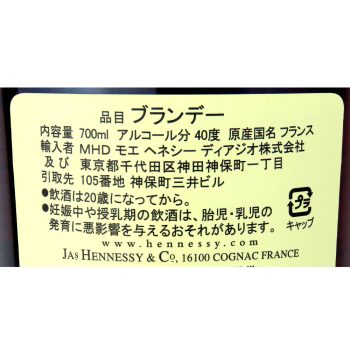 品目 ブランデー
内容量 700ml アルコール分 40度 原産国名 フランス
輸入者 MHD モエ ヘネシー ディアジオ株式会社
及び 東京都千代田区神田神保町一丁目
引取先 105番地 神保町三井ビル
●飲酒は20歳になってから。
●妊娠中や授乳期の飲酒は、胎児・乳児の
発育に悪影響を与えるおそれがあります。
プラ
キャップ
www.hennessy.com
JAS HENNESSY & Cº, 16100 COGNAC FRANCE